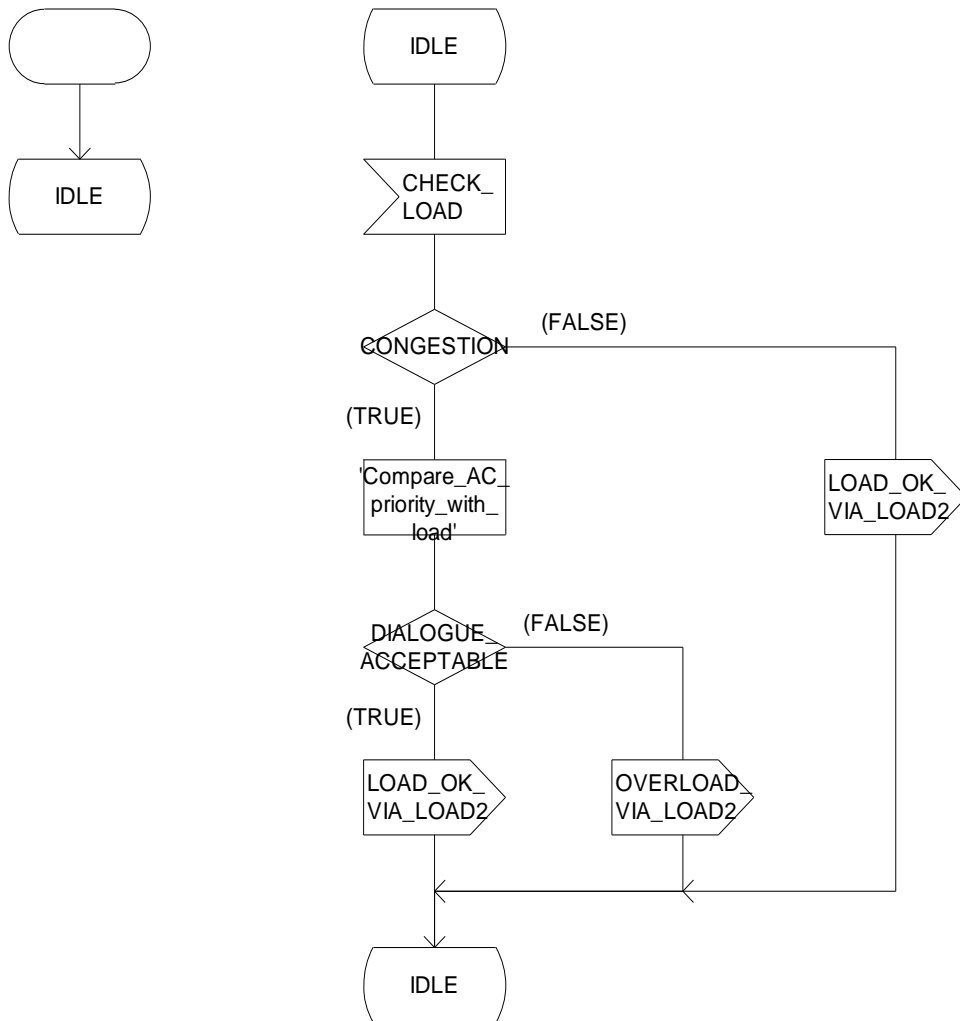 IDLE
IDLE
CHECK_
LOAD
CONGESTION
(FALSE)
(TRUE)
'Compare_AC_
priority_with_
load'
LOAD_OK_
VIA_LOAD2
DIALOGUE_
ACCEPTABLE
(FALSE)
(TRUE)
LOAD_OK_
VIA_LOAD2
OVERLOAD_
VIA_LOAD2
IDLE